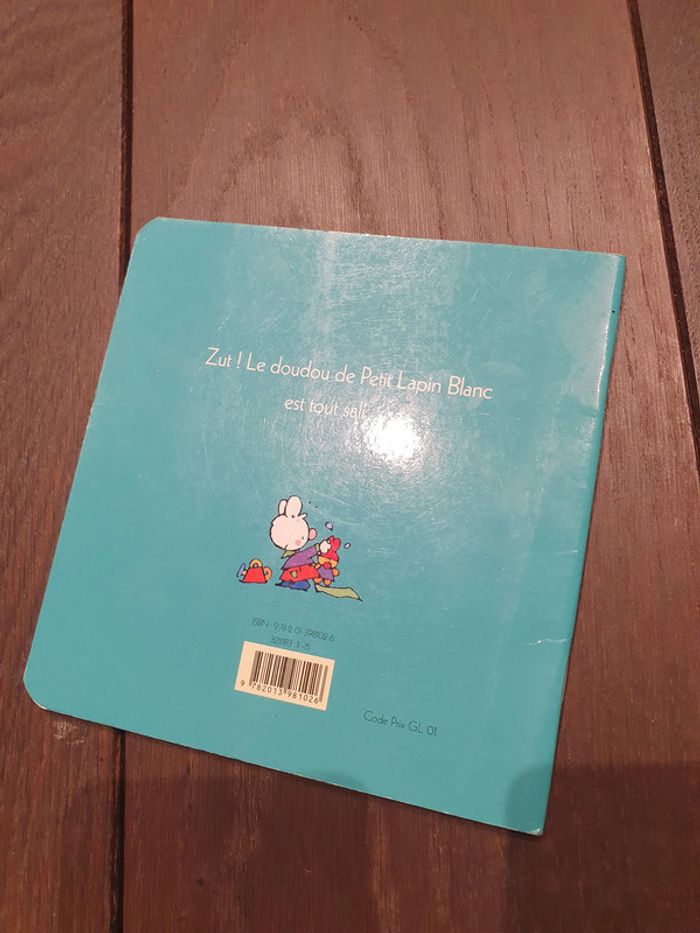 Zut ! Le doudou de Petit Lapin Blanc
est tout sali
ISBN : 978-2-01-398102-6
9 782013 981026
Code Prix GL 01